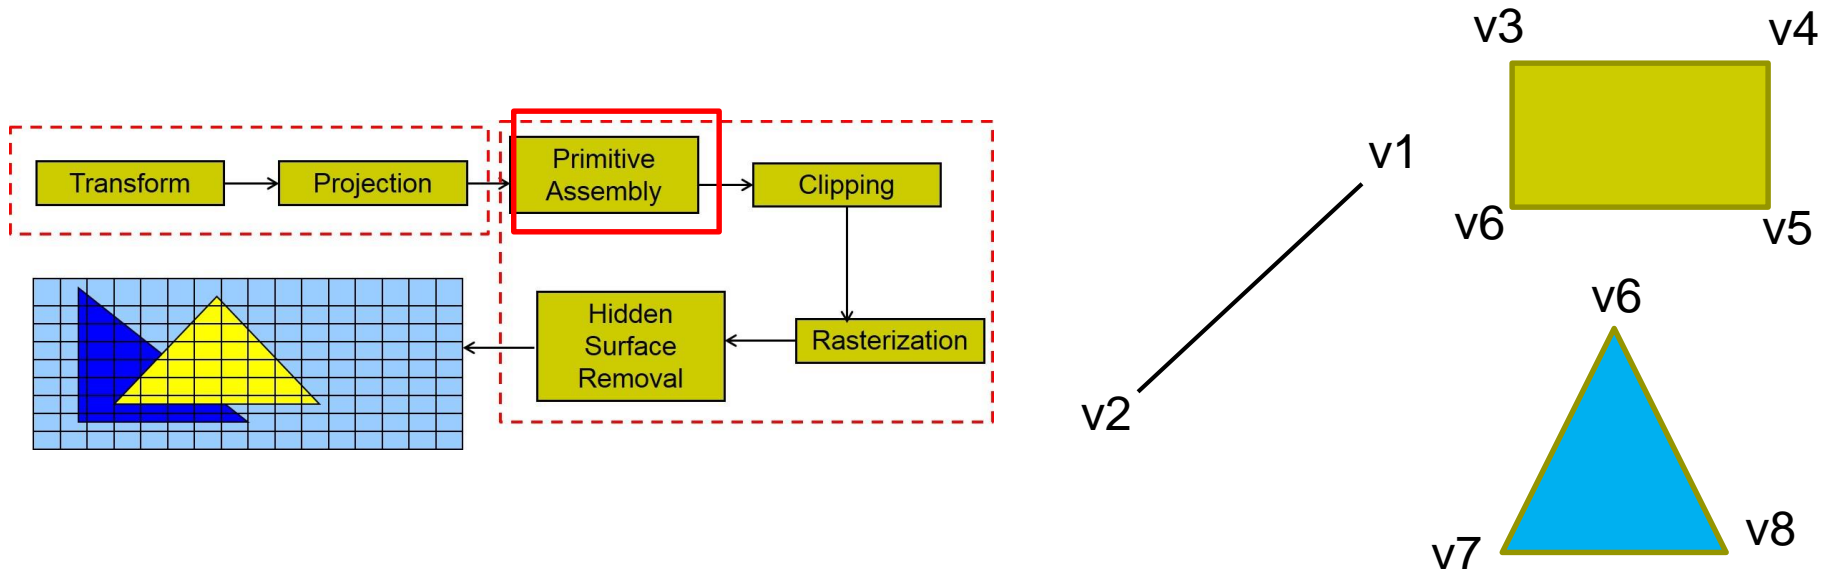 Transform
Projection
Primitive
Assembly
Clipping
Hidden
Surface
Removal
Rasterization
v1
v2
v3
v4
v6
v5
v6
v7
v8